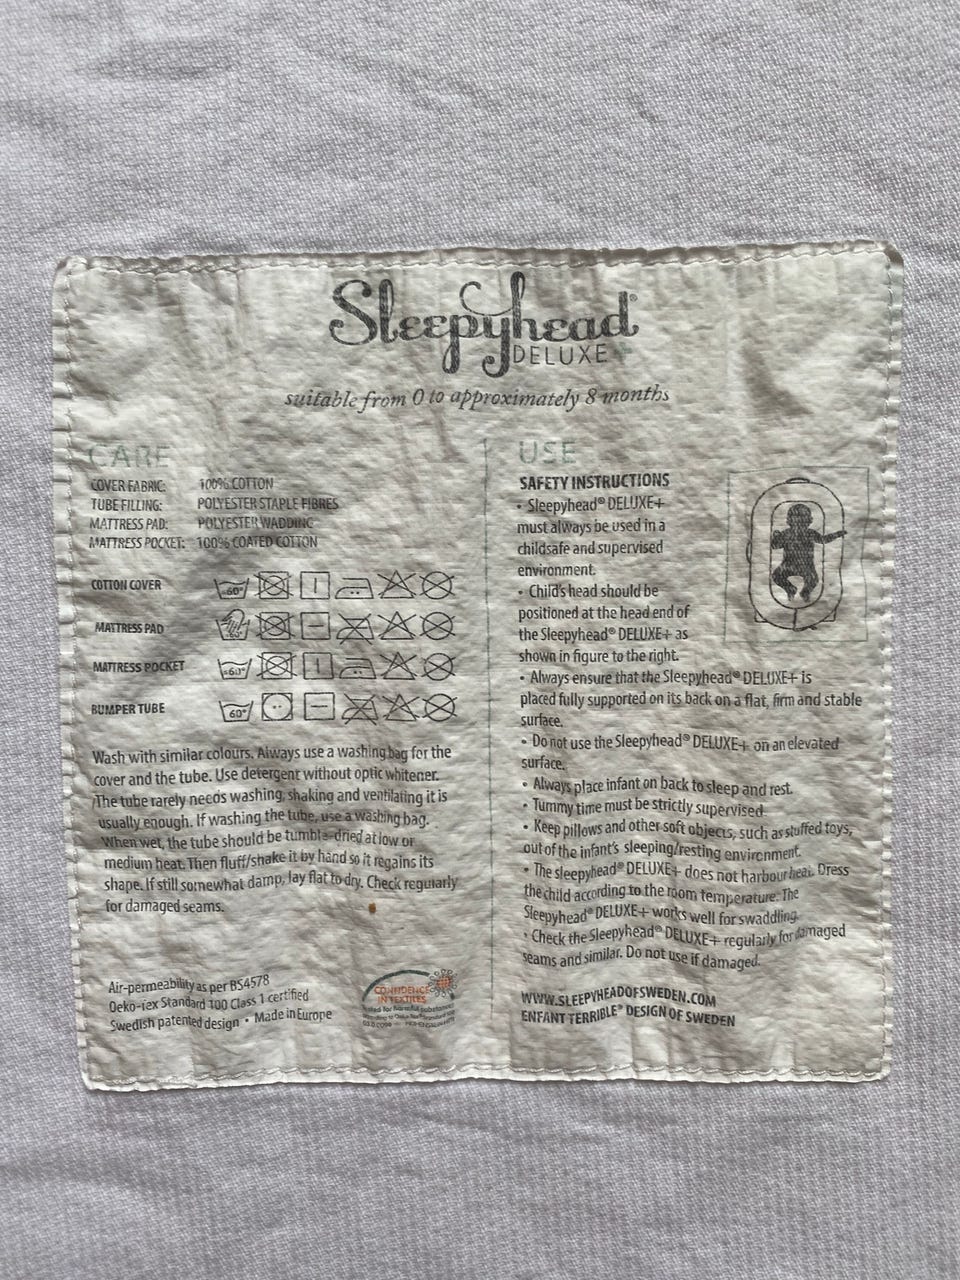 Sleepyhead®
DELUXE+
suitable from 0 to approximately 8 months
CARE
COVER FABRIC: 100% COTTON
TUBE FILLING: POLYESTER STAPLE FIBRES
MATTRESS PAD: POLYESTER WADDING
MATTRESS POCKET: 100% COATED COTTON
COTTON COVER 60°
MATTRESS PAD
MATTRESS POCKET 60°
BUMPER TUBE 60°
Wash with similar colours. Always use a washing bag for the
cover and the tube. Use detergent without optic whitener.
The tube rarely needs washing, shaking and ventilating it is
usually enough. If washing the tube, use a washing bag.
When wet, the tube should be tumble-dried at low or
medium heat. Then fluff/shake it by hand so it regains its
shape. If still somewhat damp, lay flat to dry. Check regularly
for damaged seams.
Air-permeability as per BS4578
Oeko-Tex Standard 100 Class 1 certified
Swedish patented design • Made in Europe
CONFIDENCE
IN TEXTILES
Tested for harmful substances
USE
SAFETY INSTRUCTIONS
• Sleepyhead® DELUXE+
must always be used in a
childsafe and supervised
environment.
• Child's head should be
positioned at the head end of
the Sleepyhead® DELUXE+ as
shown in figure to the right.
• Always ensure that the Sleepyhead® DELUXE+ is
placed fully supported on its back on a flat, firm and stable
surface.
• Do not use the Sleepyhead® DELUXE+ on an elevated
surface.
• Always place infant on back to sleep and rest.
• Tummy time must be strictly supervised.
• Keep pillows and other soft objects, such as stuffed toys,
out of the infant's sleeping/resting environment.
• The sleepyhead® DELUXE+ does not harbour heat. Dress
the child according to the room temperature. The
Sleepyhead® DELUXE+ works well for swaddling.
• Check the Sleepyhead® DELUXE+ regularly for damaged
seams and similar. Do not use if damaged.
WWW.SLEEPYHEADOFSWEDEN.COM
ENFANT TERRIBLE® DESIGN OF SWEDEN